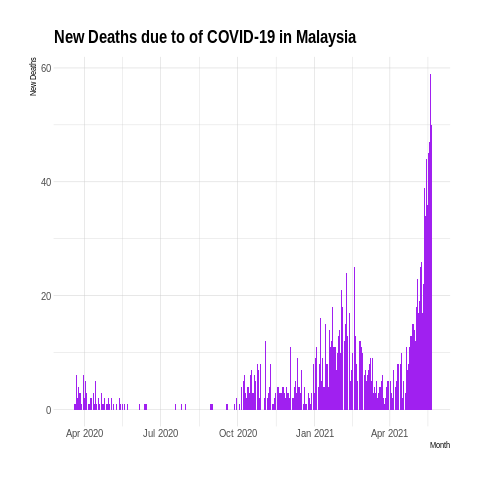 New Deaths due to of COVID-19 in Malaysia
New Deaths
60
40
20
0
Apr 2020 Jul 2020 Oct 2020 Jan 2021 Apr 2021
Month